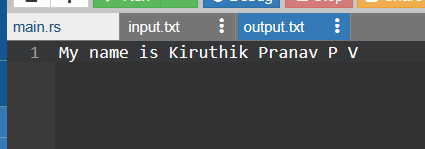 main.rs input.txt output.txt
1 My name is Kiruthik Pranav P V